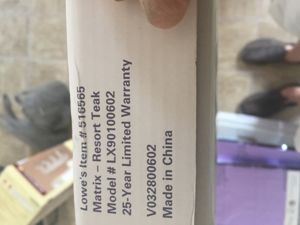 Lowe's Item # 516565
Matrix – Resort Teak
Model # LX90100602
25-Year Limited Warranty
V032800602
Made in China